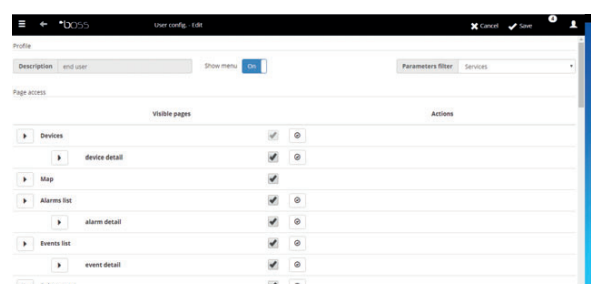 boss User config. - Edit Cancel Save
Profile
Description end user Show menu On Parameters filter Services
Page access
Visible pages Actions
Devices
device detail
Map
Alarms list
alarm detail
Events list
event detail